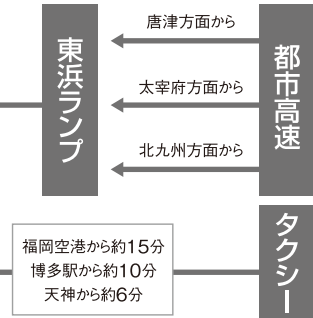 都市高速
唐津方面から
太宰府方面から
北九州方面から
東浜ランプ
タクシー
福岡空港から約15分
博多駅から約10分
天神から約6分